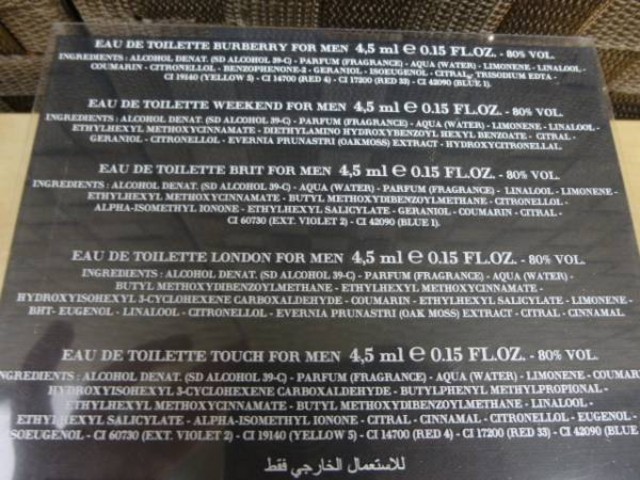 EAU DE TOILETTE BURBERRY FOR MEN 4,5 ml ℮ 0.15 FL.OZ. - 80% VOL.
INGREDIENTS : ALCOHOL DENAT. (SD ALCOHOL 39-C) - PARFUM (FRAGRANCE) - AQUA (WATER) - LIMONENE - LINALOOL -
COUMARIN - CITRONELLOL - BENZOPHENONE-2 - GERANIOL - ISOEUGENOL - CITRAL - TRISODIUM EDTA -
CI 19140 (YELLOW 5) - CI 14700 (RED 4) - CI 17200 (RED 33) - CI 42090 (BLUE 1).
EAU DE TOILETTE WEEKEND FOR MEN 4,5 ml ℮ 0.15 FL.OZ. - 80% VOL.
INGREDIENTS : ALCOHOL DENAT. (SD ALCOHOL 39-C) - PARFUM (FRAGRANCE) - AQUA (WATER) - LIMONENE - LINALOOL -
ETHYLHEXYL METHOXYCINNAMATE - DIETHYLAMINO HYDROXYBENZOYL HEXYL BENZOATE - CITRAL -
GERANIOL - CITRONELLOL - EVERNIA PRUNASTRI (OAKMOSS) EXTRACT - HYDROXYCITRONELLAL.
EAU DE TOILETTE BRIT FOR MEN 4,5 ml ℮ 0.15 FL.OZ. - 80% VOL.
INGREDIENTS : ALCOHOL DENAT. (SD ALCOHOL 39-C) - AQUA (WATER) - PARFUM (FRAGRANCE) - LINALOOL - LIMONENE -
ETHYLHEXYL METHOXYCINNAMATE - BUTYL METHOXYDIBENZOYLMETHANE - CITRONELLOL -
ALPHA-ISOMETHYL IONONE - ETHYLHEXYL SALICYLATE - GERANIOL - COUMARIN - CITRAL -
CI 60730 (EXT. VIOLET 2) - CI 42090 (BLUE 1).
EAU DE TOILETTE LONDON FOR MEN 4,5 ml ℮ 0.15 FL.OZ. - 80% VOL.
INGREDIENTS : ALCOHOL DENAT. (SD ALCOHOL 39-C) - PARFUM (FRAGRANCE) - AQUA (WATER) -
BUTYL METHOXYDIBENZOYLMETHANE - ETHYLHEXYL METHOXYCINNAMATE -
HYDROXYISOHEXYL 3-CYCLOHEXENE CARBOXALDEHYDE - COUMARIN - ETHYLHEXYL SALICYLATE - LIMONENE -
BHT- EUGENOL - LINALOOL - CITRONELLOL - EVERNIA PRUNASTRI (OAK MOSS) EXTRACT - CITRAL - CINNAMAL.
EAU DE TOILETTE TOUCH FOR MEN 4,5 ml ℮ 0.15 FL.OZ. - 80% VOL.
NGREDIENTS : ALCOHOL DENAT. (SD ALCOHOL 39-C) - PARFUM (FRAGRANCE) - AQUA (WATER) - LIMONENE - COUMAR
HYDROXYISOHEXYL 3-CYCLOHEXENE CARBOXALDEHYDE - BUTYLPHENYL METHYLPROPIONAL -
ETHYLHEXYL METHOXYCINNAMATE - BUTYL METHOXYDIBENZOYLMETHANE - LINALOOL -
ETHYLHEXYL SALICYLATE - ALPHA-ISOMETHYL IONONE - CITRAL - CINNAMAL - CITRONELLOL - EUGENOL -
SOEUGENOL - CI 60730 (EXT. VIOLET 2) - CI 19140 (YELLOW 5) - CI 14700 (RED 4) - CI 17200 (RED 33) - CI 42090 (BLUE
للاستعمال الخارجي فقط